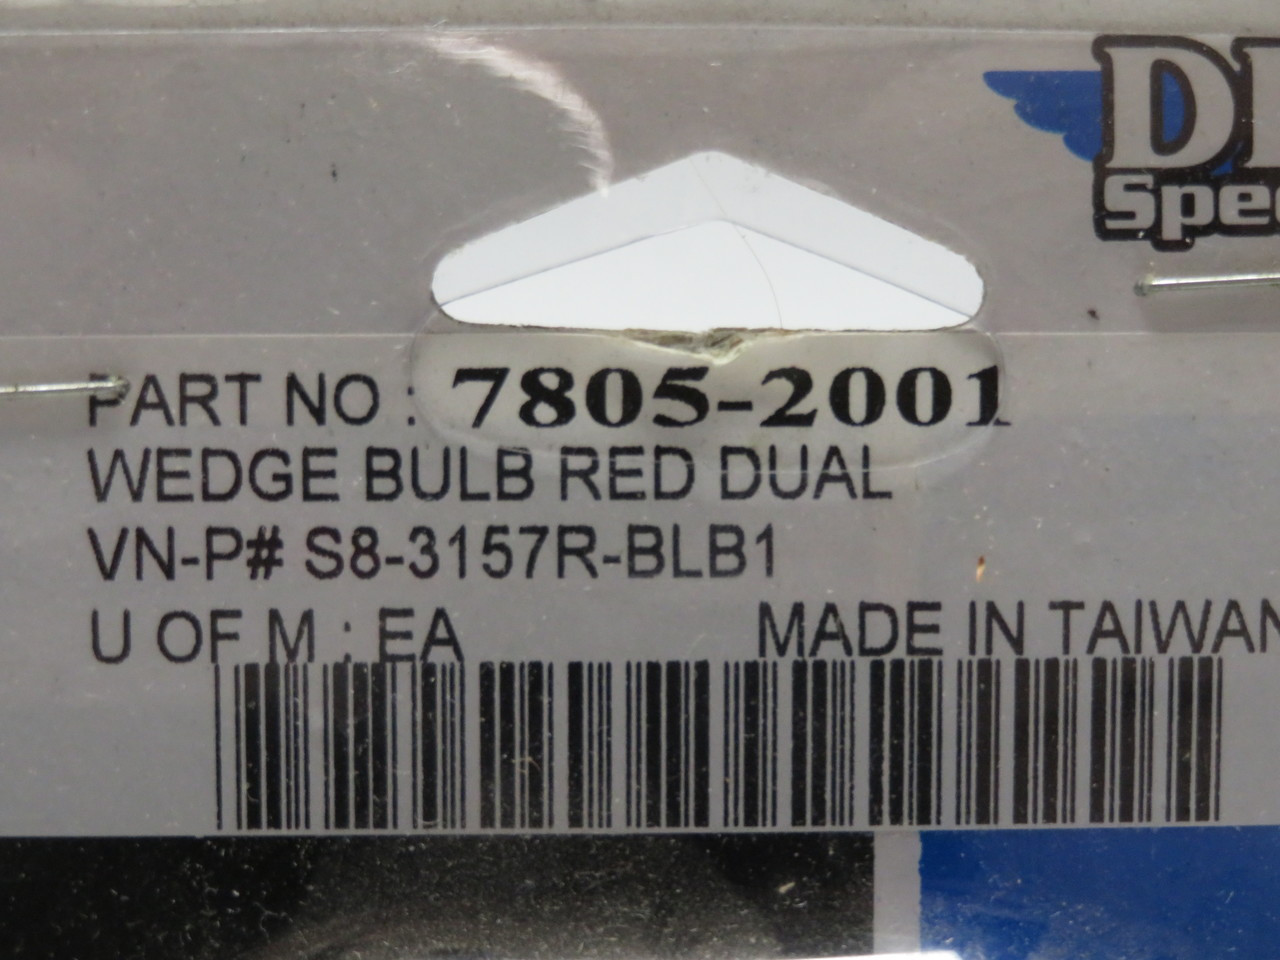 PART NO : 7805-2001
WEDGE BULB RED DUAL
VN-P# S8-3157R-BLB1
U OF M : EA MADE IN TAIWAN